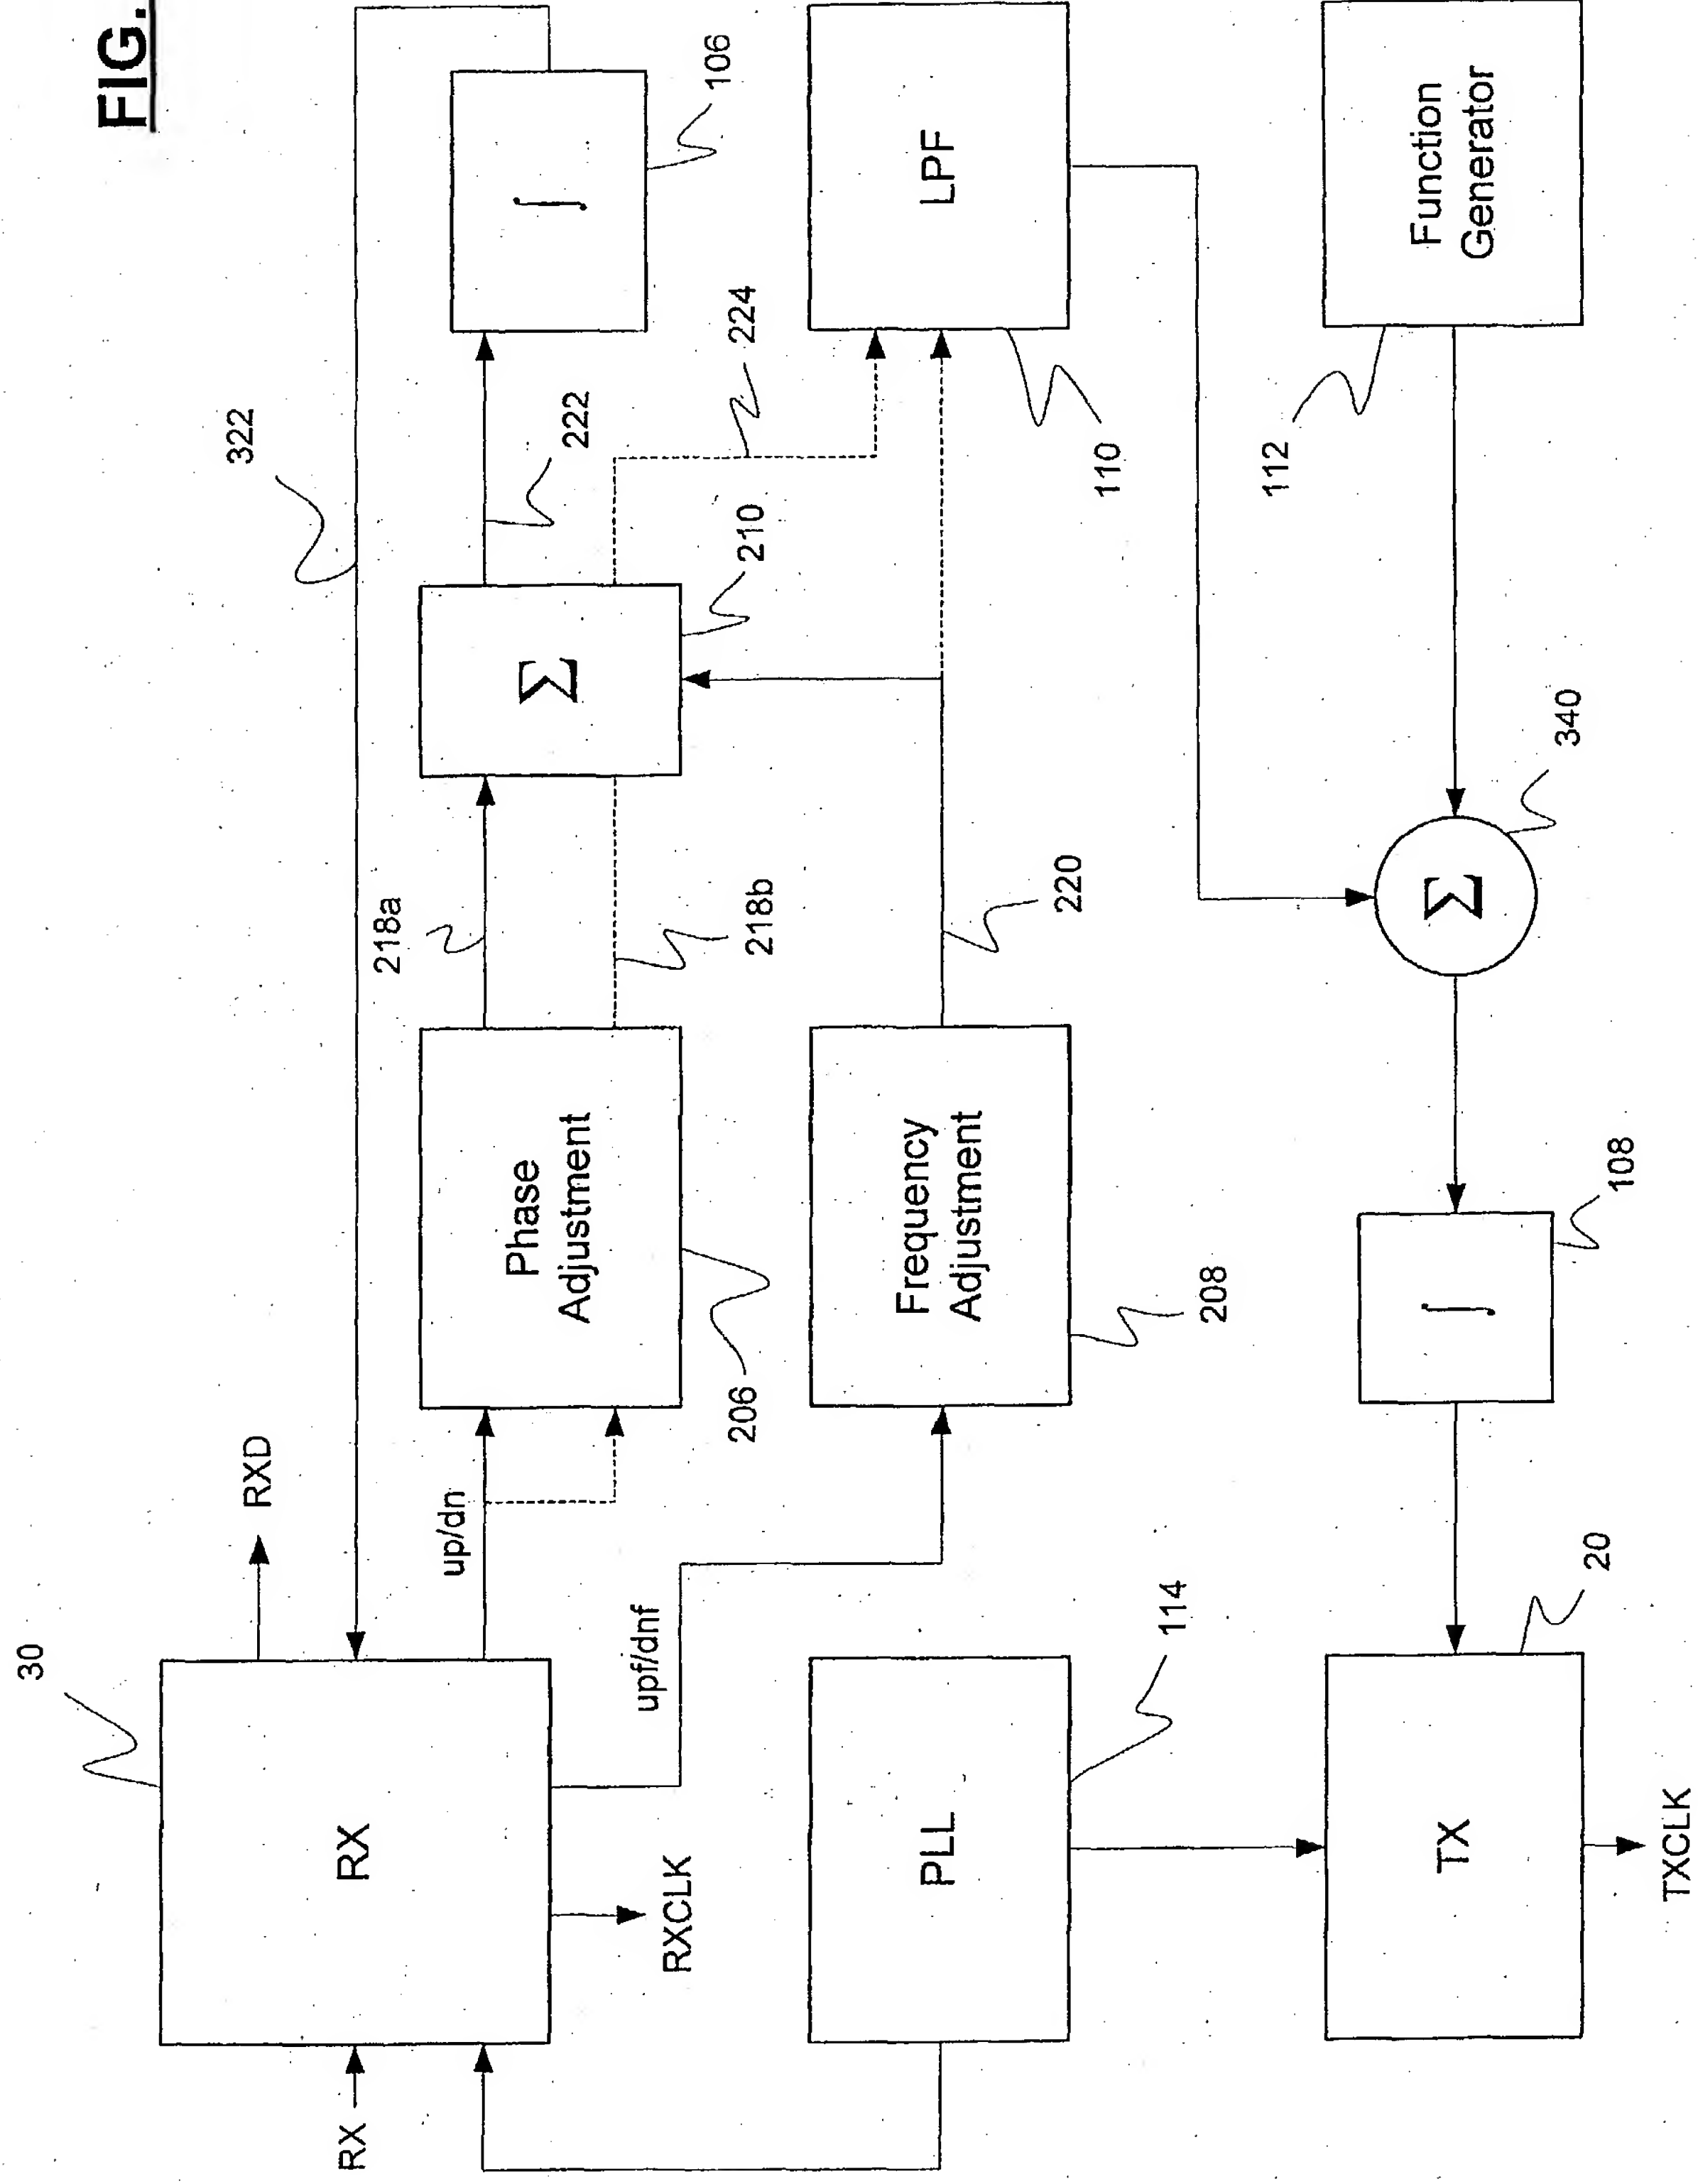 FIG.
30
322
RXD
RX
RX
218a
up/dn
∫
106
Phase
Adjustment
Σ
222
upf/dnf
RXCLK
206
218b
210
224
PLL
Frequency
Adjustment
LPF
220
110
114
208
112
TX
∫
Σ
Function
Generator
340
20
108
TXCLK